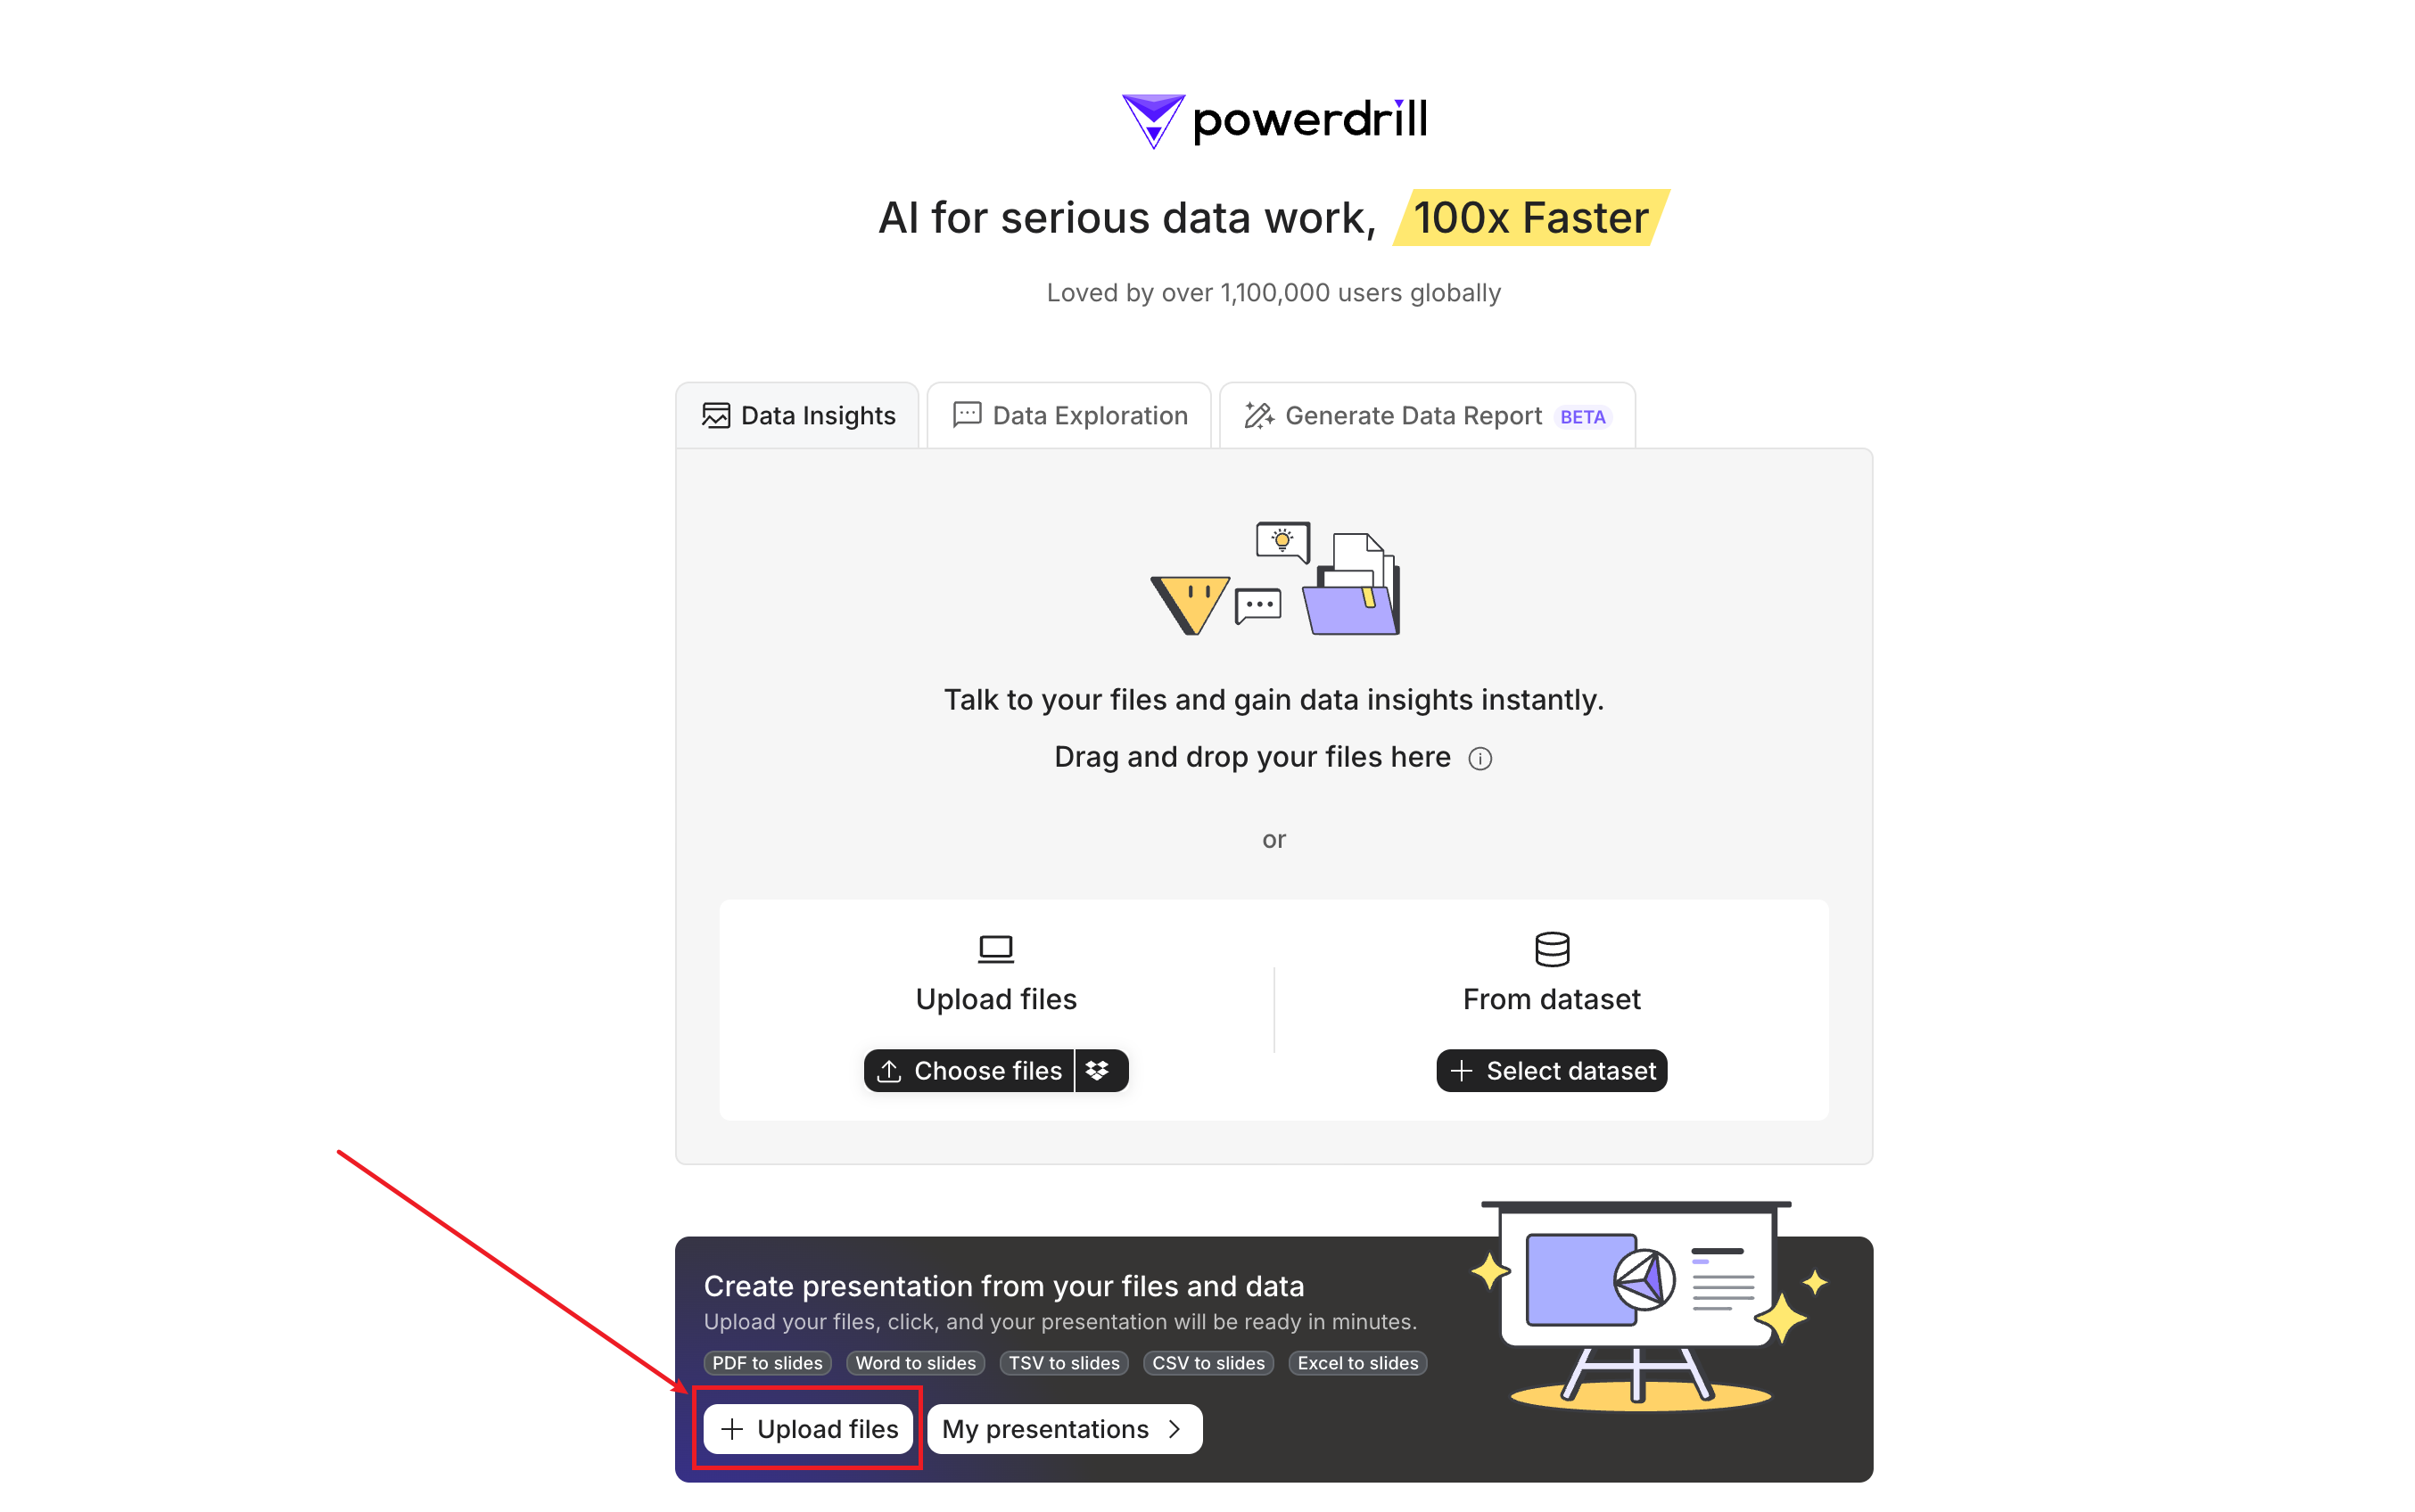 powerdrill
AI for serious data work, 100x Faster
Loved by over 1,100,000 users globally
Data Insights
Data Exploration
Generate Data Report BETA
Talk to your files and gain data insights instantly.
Drag and drop your files here
or
Upload files
Choose files
From dataset
Select dataset
Create presentation from your files and data
Upload your files, click, and your presentation will be ready in minutes.
PDF to slides Word to slides TSV to slides CSV to slides Excel to slides
Upload files
My presentations